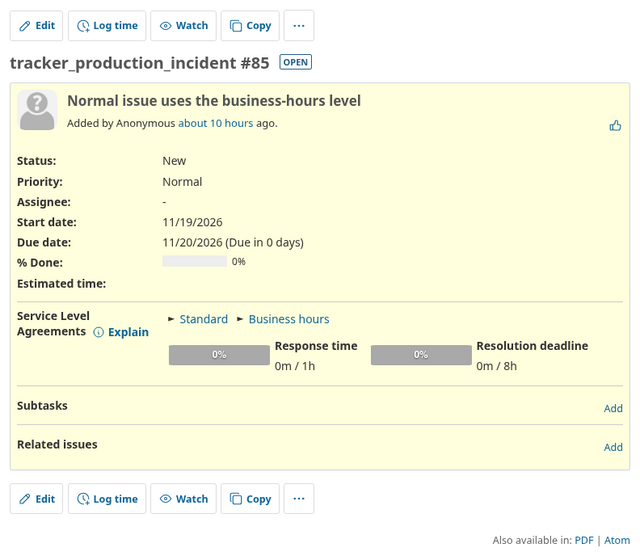 Edit Log time Watch Copy ...
tracker_production_incident #85 OPEN
Normal issue uses the business-hours level
Added by Anonymous about 10 hours ago.
Status: New
Priority: Normal
Assignee: -
Start date: 11/19/2026
Due date: 11/20/2026 (Due in 0 days)
% Done: 0%
Estimated time:
Service Level Agreements Explain
► Standard ► Business hours
0% Response time 0m / 1h
0% Resolution deadline 0m / 8h
Subtasks Add
Related issues Add
Edit Log time Watch Copy ...
Also available in: PDF | Atom